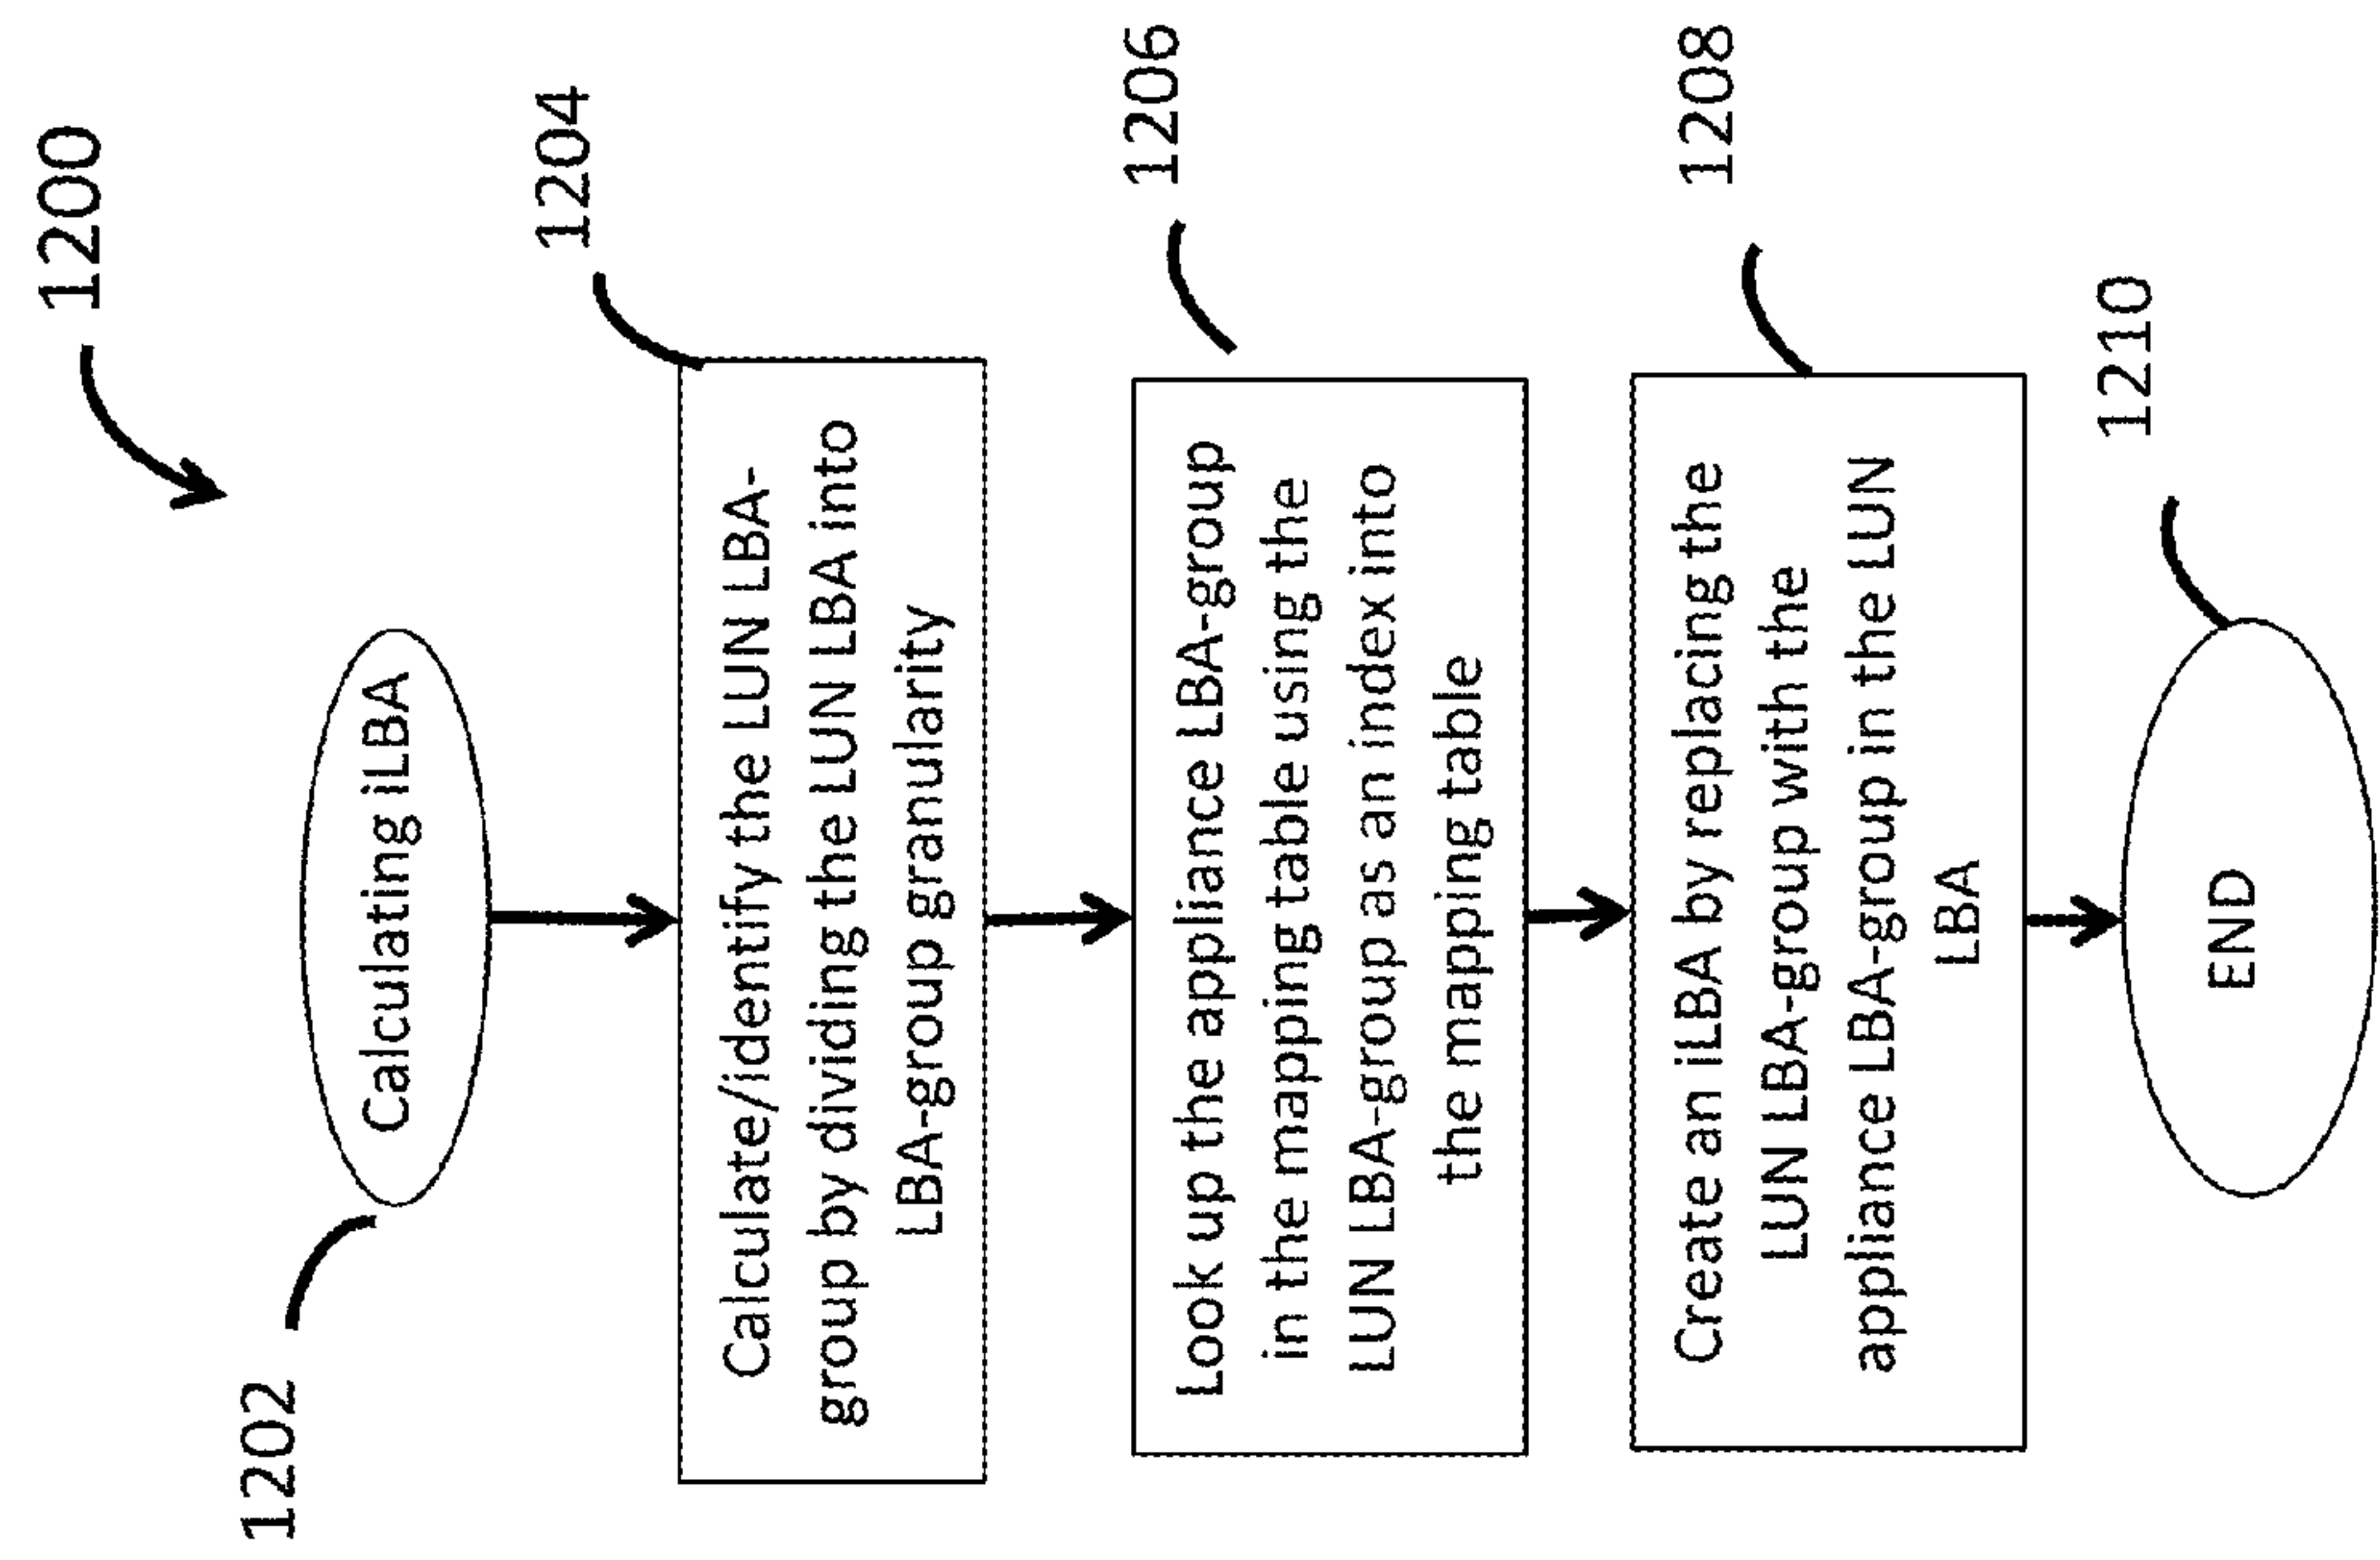 1200
1202
Calculating iLBA
1204
Calculate/identify the LUN LBA-
group by dividing the LUN LBA into
LBA-group granularity
1206
Look up the appliance LBA-group
in the mapping table using the
LUN LBA-group as an index into
the mapping table
1208
Create an iLBA by replacing the
LUN LBA-group with the
appliance LBA-group in the LUN
LBA
1210
END